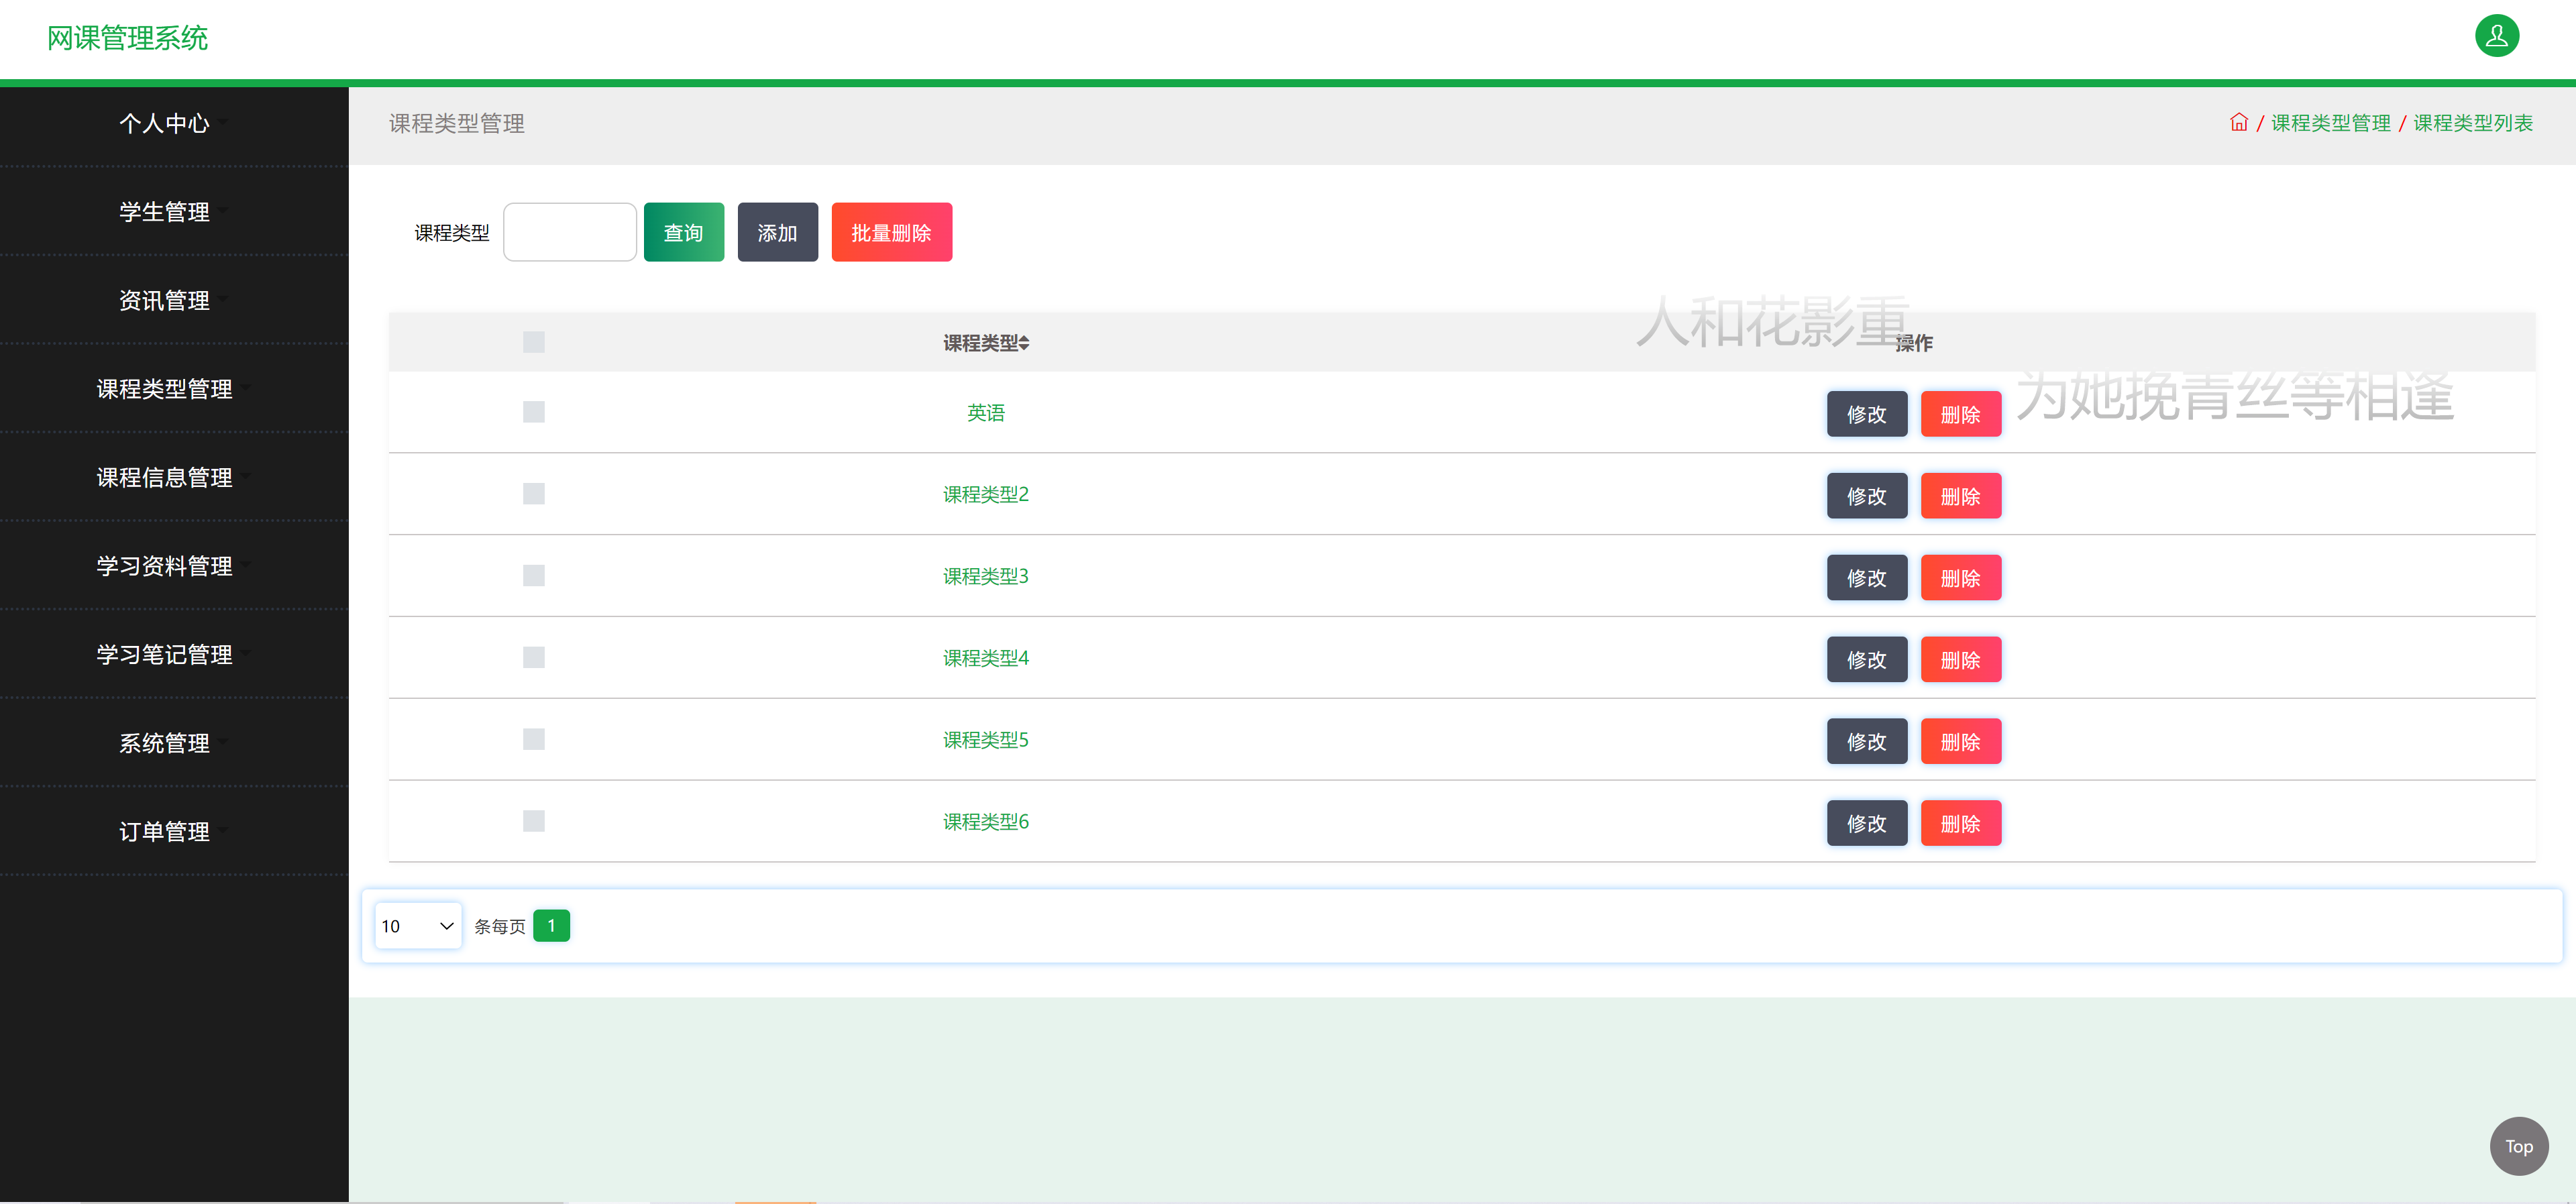 网课管理系统
个人中心
学生管理
资讯管理
课程类型管理
课程信息管理
学习资料管理
学习笔记管理
系统管理
订单管理
课程类型管理
/ 课程类型管理 / 课程类型列表
课程类型 查询 添加 批量删除
人和花影重
课程类型 操作
为她挽青丝等相逢
英语 修改 删除
课程类型2 修改 删除
课程类型3 修改 删除
课程类型4 修改 删除
课程类型5 修改 删除
课程类型6 修改 删除
10 条每页 1
Top